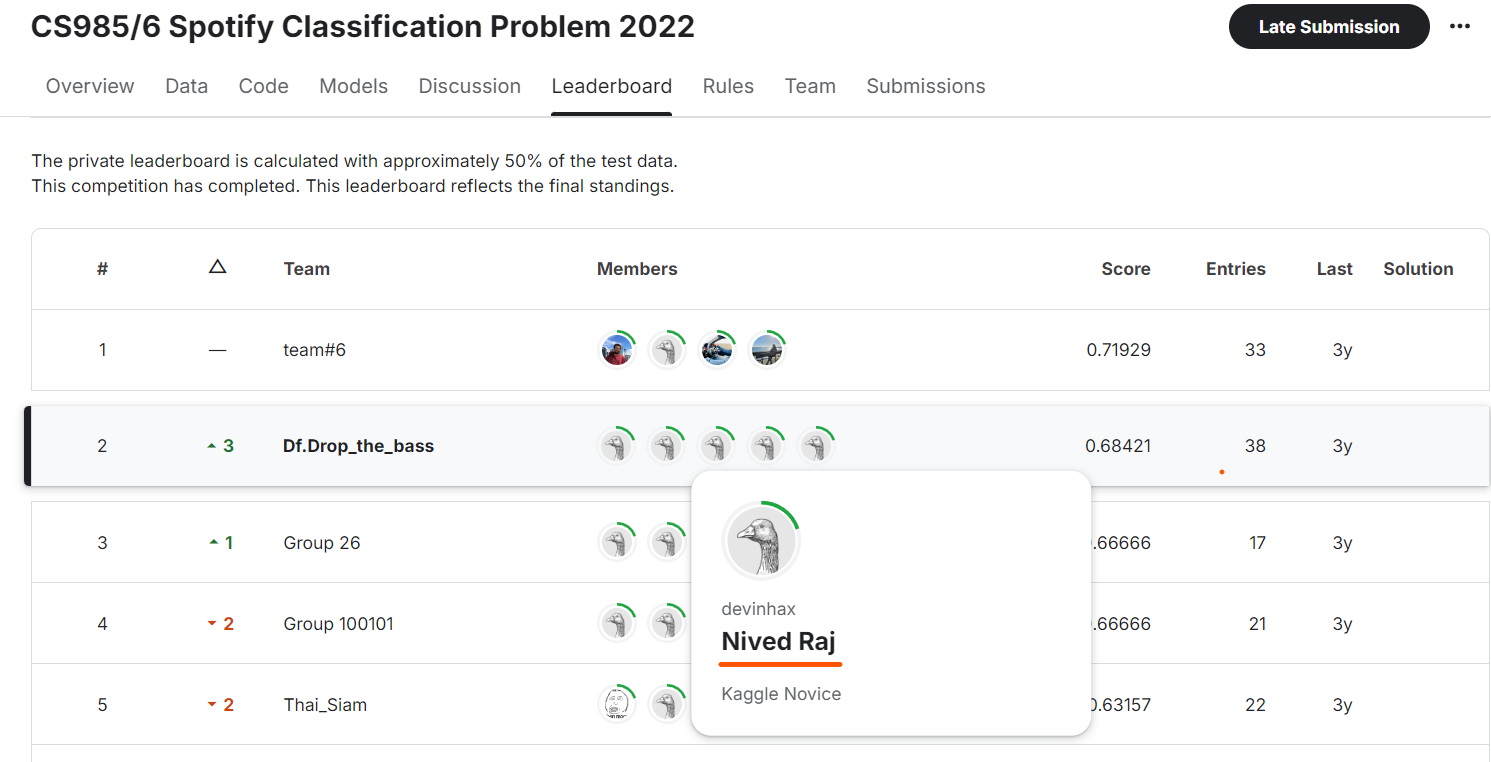 CS985/6 Spotify Classification Problem 2022
Late Submission
Overview Data Code Models Discussion Leaderboard Rules Team Submissions
The private leaderboard is calculated with approximately 50% of the test data.
This competition has completed. This leaderboard reflects the final standings.
# △ Team Members Score Entries Last Solution
1 — team#6 0.71929 33 3y
2 3 Df.Drop_the_bass 0.68421 38 3y
3 1 Group 26 .66666 17 3y
4 2 Group 100101 .66666 21 3y
5 2 Thai_Siam 0.63157 22 3y
devinhax
Nived Raj
Kaggle Novice